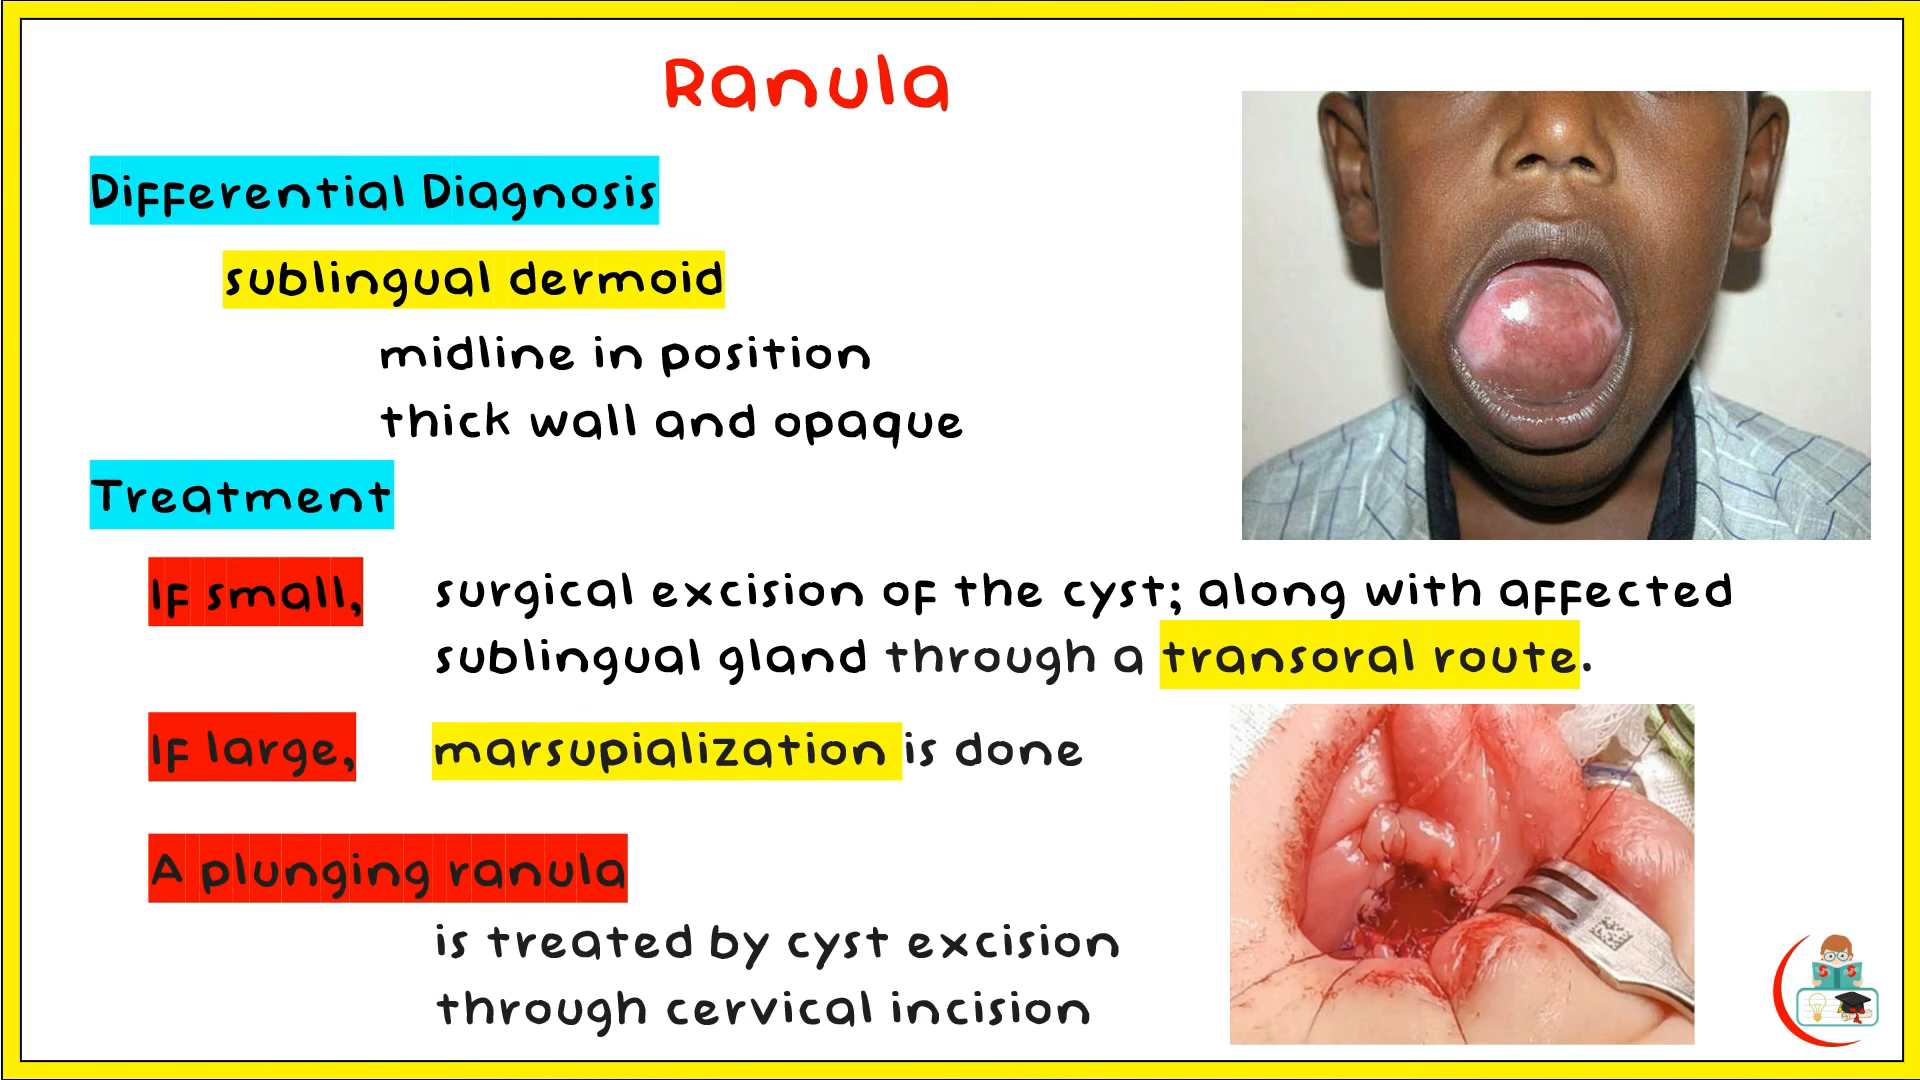 Ranula
Differential Diagnosis
sublingual dermoid
midline in position
thick wall and opaque
Treatment
If small, surgical excision of the cyst; along with affected
sublingual gland through a transoral route.
If large, marsupialization is done
A plunging ranula
is treated by cyst excision
through cervical incision